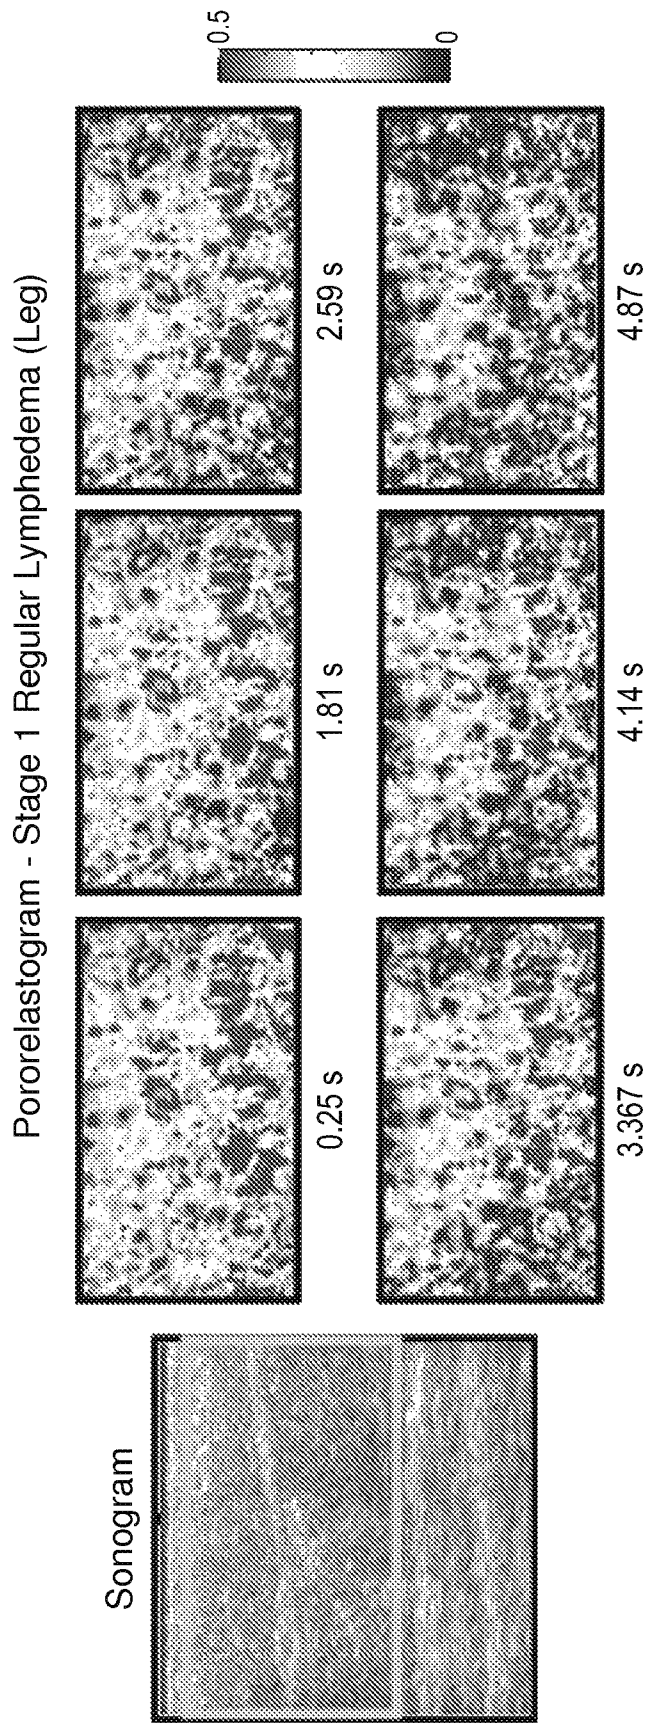 Pororelastogram - Stage 1 Regular Lymphedema (Leg)
Sonogram
0.25 s
1.81 s
2.59 s
3.367 s
4.14 s
4.87 s
0.5
0